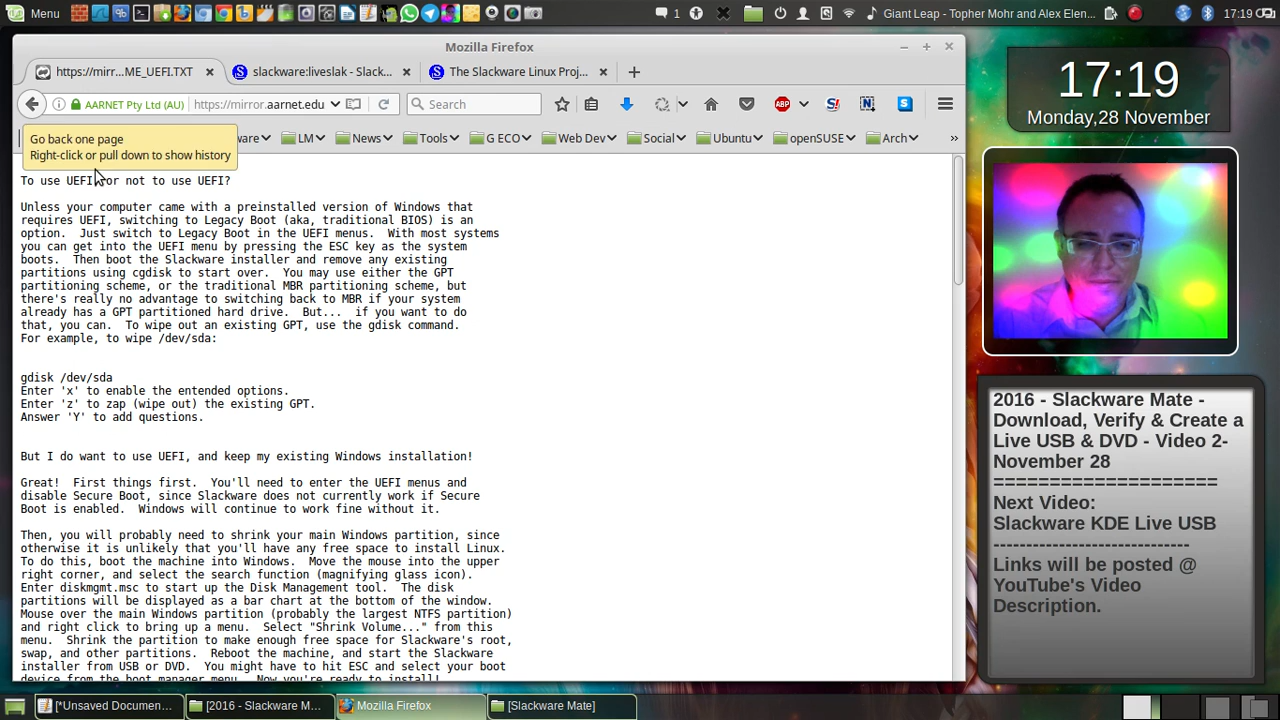 Menu
1
Giant Leap - Topher Mohr and Alex Elen...
17:19
Mozilla Firefox
https://mirr...ME_UEFI.TXT
slackware:liveslak - Slack...
The Slackware Linux Proj...
AARNET Pty Ltd (AU)
https://mirror.aarnet.edu
Search
ABP
Go back one page
Right-click or pull down to show history
ware
LM
News
Tools
G ECO
Web Dev
Social
Ubuntu
openSUSE
Arch
»
To use UEFI, or not to use UEFI?
Unless your computer came with a preinstalled version of Windows that
requires UEFI, switching to Legacy Boot (aka, traditional BIOS) is an
option.  Just switch to Legacy Boot in the UEFI menus.  With most systems
you can get into the UEFI menu by pressing the ESC key as the system
boots.  Then boot the Slackware installer and remove any existing
partitions using cgdisk to start over.  You may use either the GPT
partitioning scheme, or the traditional MBR partitioning scheme, but
there's really no advantage to switching back to MBR if your system
already has a GPT partitioned hard drive.  But...  if you want to do
that, you can.  To wipe out an existing GPT, use the gdisk command.
For example, to wipe /dev/sda:
gdisk /dev/sda
Enter 'x' to enable the entended options.
Enter 'z' to zap (wipe out) the existing GPT.
Answer 'Y' to add questions.
But I do want to use UEFI, and keep my existing Windows installation!
Great!  First things first.  You'll need to enter the UEFI menus and
disable Secure Boot, since Slackware does not currently work if Secure
Boot is enabled.  Windows will continue to work fine without it.
Then, you will probably need to shrink your main Windows partition, since
otherwise it is unlikely that you'll have any free space to install Linux.
To do this, boot the machine into Windows.  Move the mouse into the upper
right corner, and select the search function (magnifying glass icon).
Enter diskmgmt.msc to start up the Disk Management tool.  The disk
partitions will be displayed as a bar chart at the bottom of the window.
Mouse over the main Windows partition (probably the largest NTFS partition)
and right click to bring up a menu.  Select "Shrink Volume..." from this
menu.  Shrink the partition to make enough free space for Slackware's root,
swap, and other partitions.  Reboot the machine, and start the Slackware
installer from USB or DVD.  You might have to hit ESC and select your boot
device from the boot manager menu.  Now you're ready to install!
17:19
Monday,28 November
2016 - Slackware Mate -
Download, Verify & Create a
Live USB & DVD - Video 2-
November 28
====================
Next Video:
Slackware KDE Live USB
----------------------------
Links will be posted @
YouTube's Video
Description.
[*Unsaved Documen...
[2016 - Slackware M...
Mozilla Firefox
[Slackware Mate]